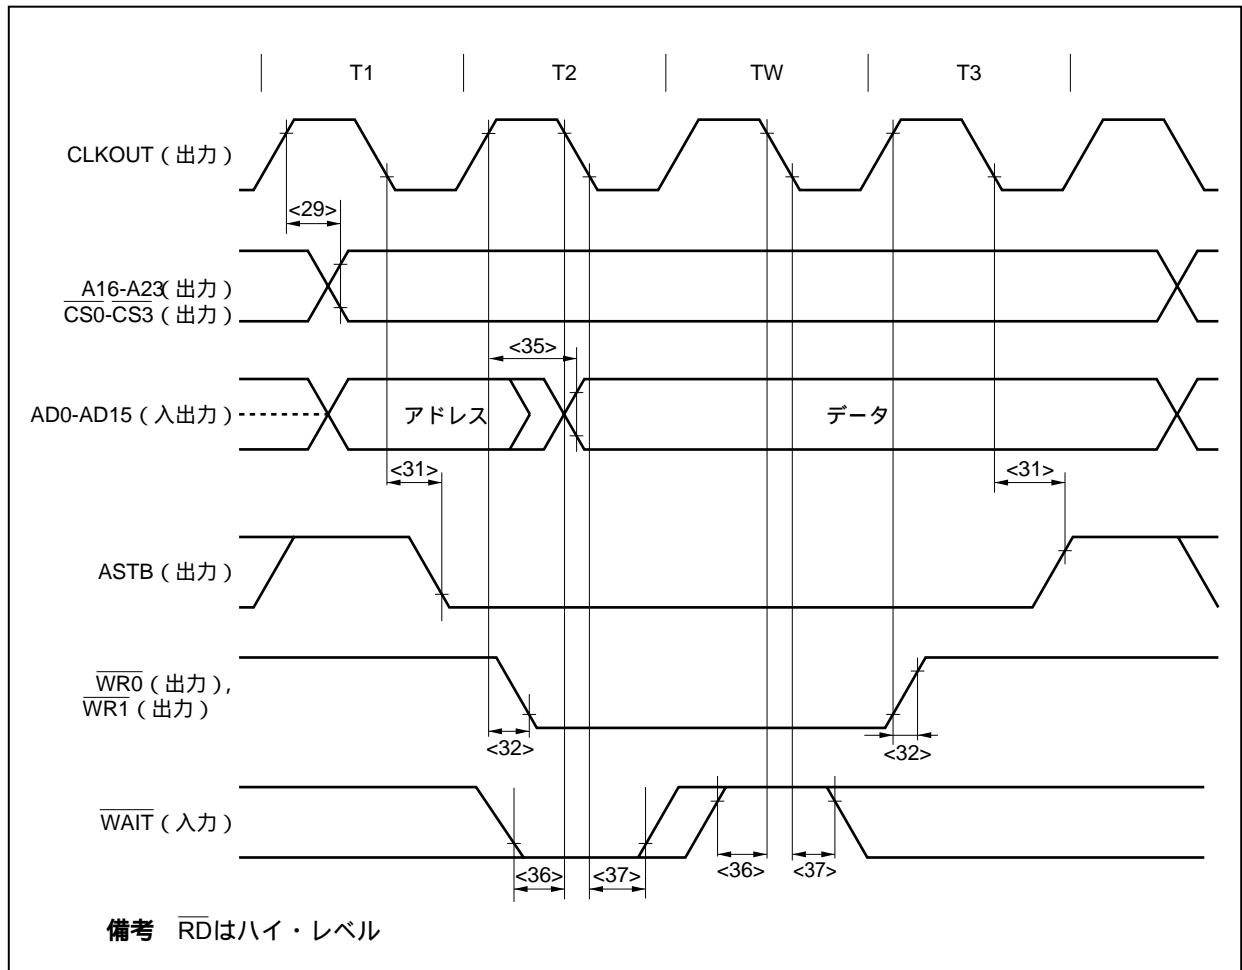 T1 T2 TW T3
CLKOUT（出力）
<29>
A16-A23（出力）
CS0-CS3（出力）
<35>
AD0-AD15（入出力）
アドレス
データ
<31>
<31>
ASTB（出力）
WR0（出力）,
WR1（出力）
<32>
<32>
WAIT（入力）
<36>
<37>
<36>
<37>
備考 RDはハイ・レベル